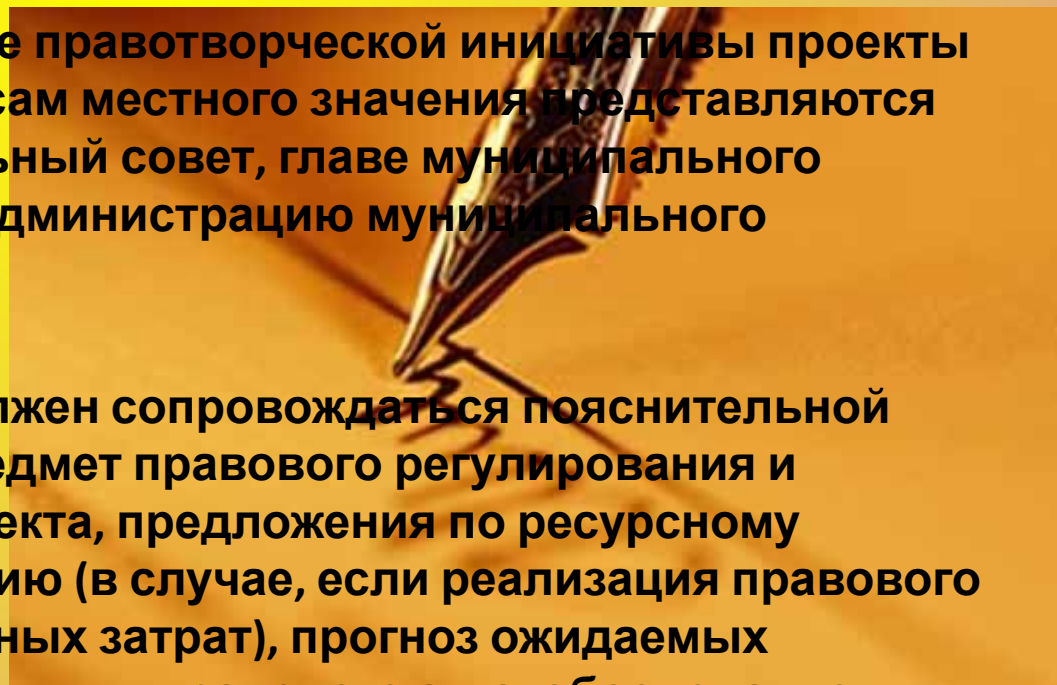 е правотворческой инициативы проекты
сам местного значения представляются
ьный совет, главе муниципального
дминистрацию муниципального
лжен сопровождаться пояснительной
едмет правового регулирования и
екта, предложения по ресурсному
ию (в случае, если реализация правового
ных затрат), прогноз ожидаемых